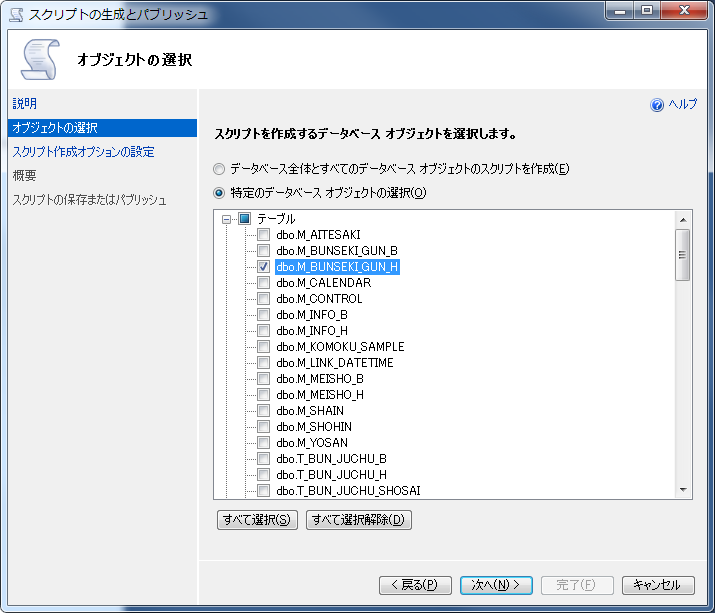 スクリプトの生成とパブリッシュ
オブジェクトの選択
説明
オブジェクトの選択
スクリプト作成オプションの設定
概要
スクリプトの保存またはパブリッシュ
ヘルプ
スクリプトを作成するデータベース オブジェクトを選択します。
データベース全体とすべてのデータベース オブジェクトのスクリプトを作成(E)
特定のデータベース オブジェクトの選択(O)
テーブル
dbo.M_AITESAKI
dbo.M_BUNSEKI_GUN_B
dbo.M_BUNSEKI_GUN_H
dbo.M_CALENDAR
dbo.M_CONTROL
dbo.M_INFO_B
dbo.M_INFO_H
dbo.M_KOMOKU_SAMPLE
dbo.M_LINK_DATETIME
dbo.M_MEISHO_B
dbo.M_MEISHO_H
dbo.M_SHAIN
dbo.M_SHOHIN
dbo.M_YOSAN
dbo.T_BUN_JUCHU_B
dbo.T_BUN_JUCHU_H
dbo.T_BUN_JUCHU_SHOSAI
すべて選択(S) すべて選択解除(D)
< 戻る(P) 次へ(N) > 完了(F) キャンセル